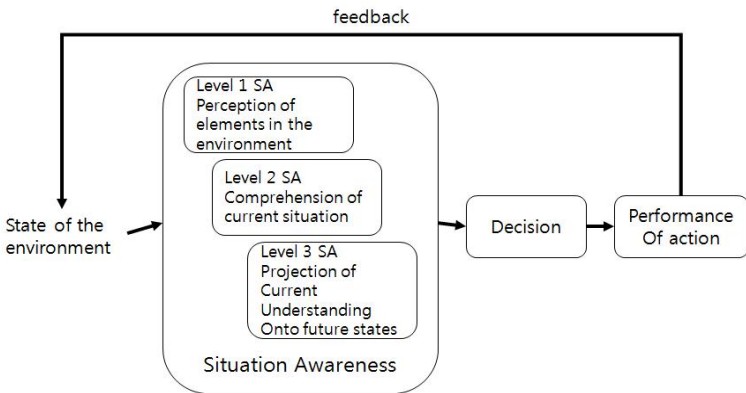 feedback
Level 1 SA
Perception of
elements in the
environment
Level 2 SA
Comprehension of
current situation
State of the
environment
Decision
Performance
Of action
Level 3 SA
Projection of
Current
Understanding
Onto future states
Situation Awareness